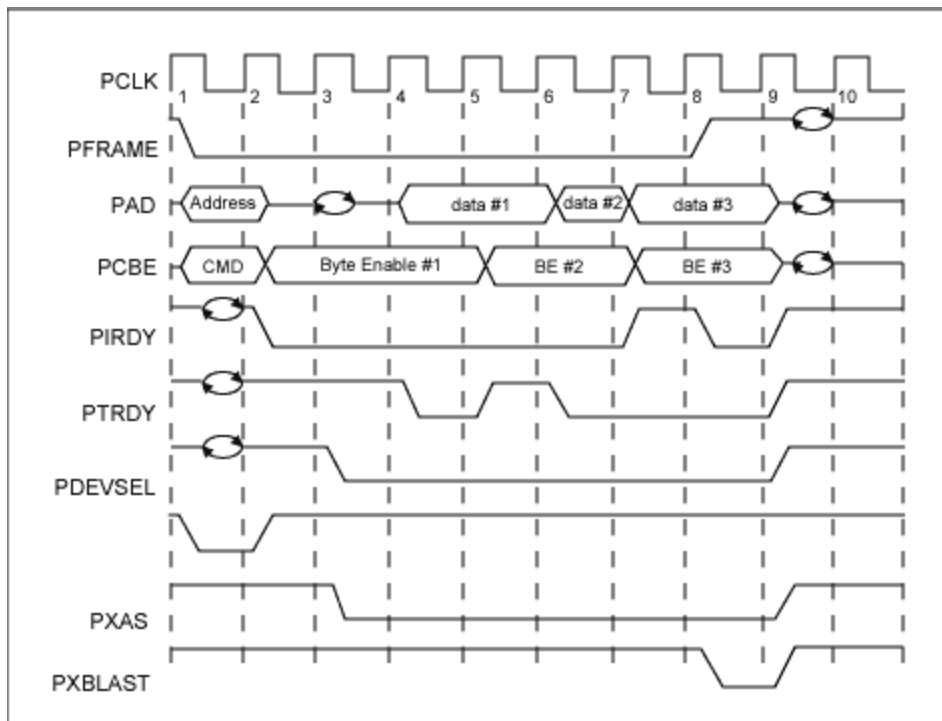 PCLK
1 2 3 4 5 6 7 8 9 10
PFRAME
PAD Address data #1 data #2 data #3
PCBE CMD Byte Enable #1 BE #2 BE #3
PIRDY
PTRDY
PDEVSEL
PXAS
PXBLAST